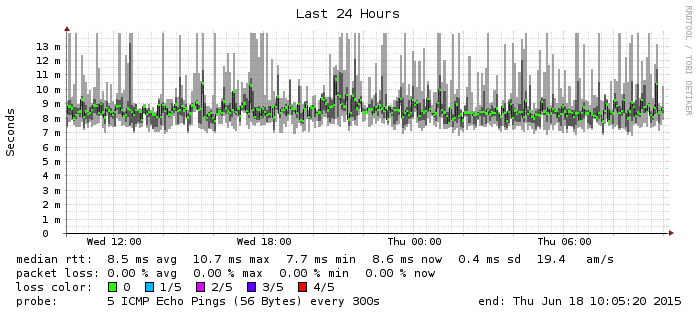 Last 24 Hours
RRDTOOL / TOBI OETIKER
Seconds
13 m
12 m
11 m
10 m
9 m
8 m
7 m
6 m
5 m
4 m
3 m
2 m
1 m
0
Wed 12:00 Wed 18:00 Thu 00:00 Thu 06:00
median rtt: 8.5 ms avg 10.7 ms max 7.7 ms min 8.6 ms now 0.4 ms sd 19.4 am/s
packet loss: 0.00 % avg 0.00 % max 0.00 % min 0.00 % now
loss color: 0 1/5 2/5 3/5 4/5
probe: 5 ICMP Echo Pings (56 Bytes) every 300s end: Thu Jun 18 10:05:20 2015